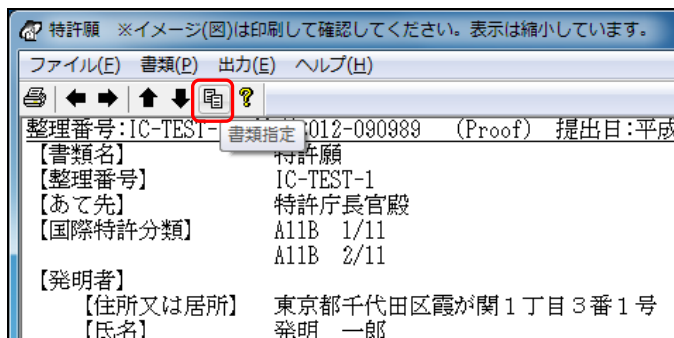 特許願 ※イメージ(図)は印刷して確認してください。表示は縮小しています。
ファイル(F) 書類(P) 出力(E) ヘルプ(H)
整理番号:IC-TEST- 012-090989 (Proof) 提出日:平成
書類指定
【書類名】 特許願
【整理番号】 IC-TEST-1
【あて先】 特許庁長官殿
【国際特許分類】 A11B 1/11
A11B 2/11
【発明者】
【住所又は居所】 東京都千代田区霞が関1丁目3番1号
【氏名】 発明 一郎